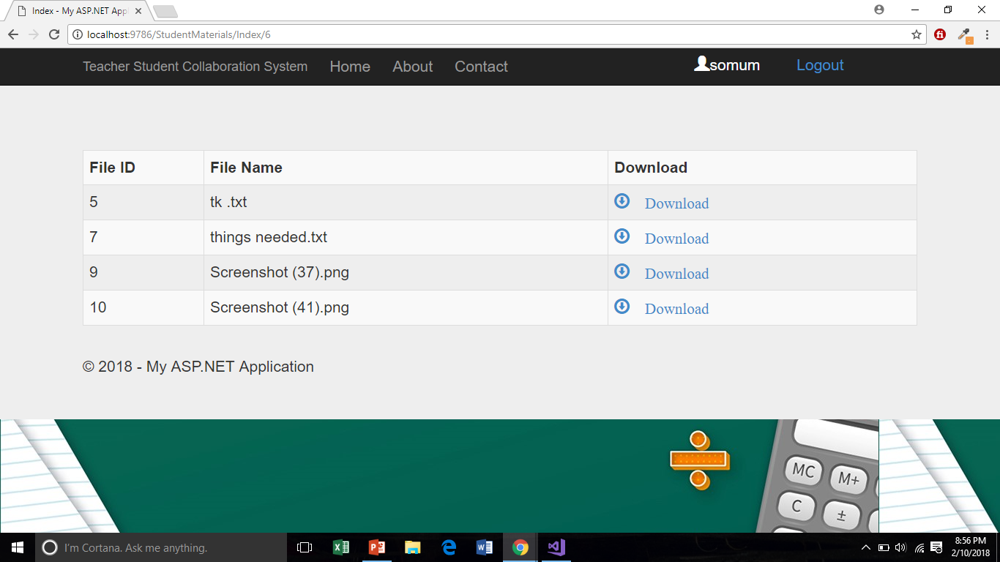 Index - My ASP.NET App
localhost:9786/StudentMaterials/Index/6
Teacher Student Collaboration System Home About Contact somum Logout
File ID File Name Download
5 tk .txt Download
7 things needed.txt Download
9 Screenshot (37).png Download
10 Screenshot (41).png Download
© 2018 - My ASP.NET Application
MC M+
C ±
I'm Cortana. Ask me anything.
8:56 PM
2/10/2018